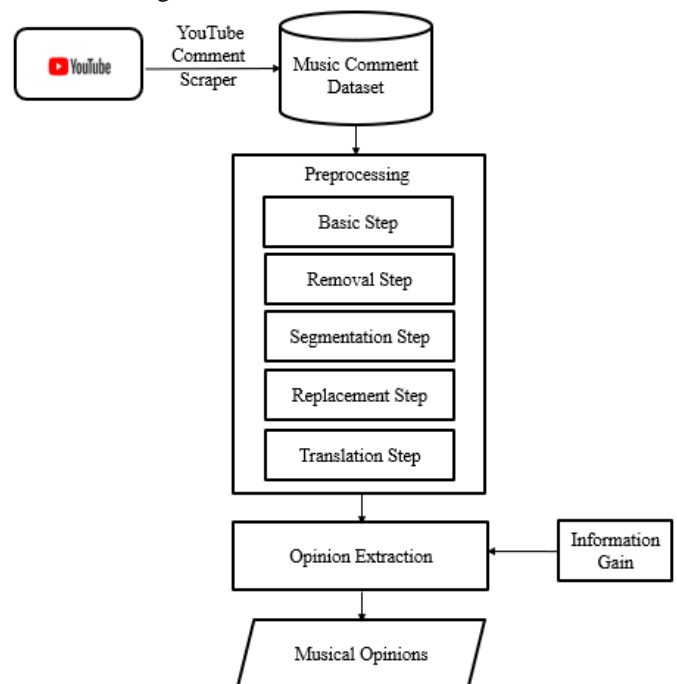 YouTube
YouTube
Comment
Scraper
Music Comment
Dataset
Preprocessing
Basic Step
Removal Step
Segmentation Step
Replacement Step
Translation Step
Opinion Extraction
Information
Gain
Musical Opinions